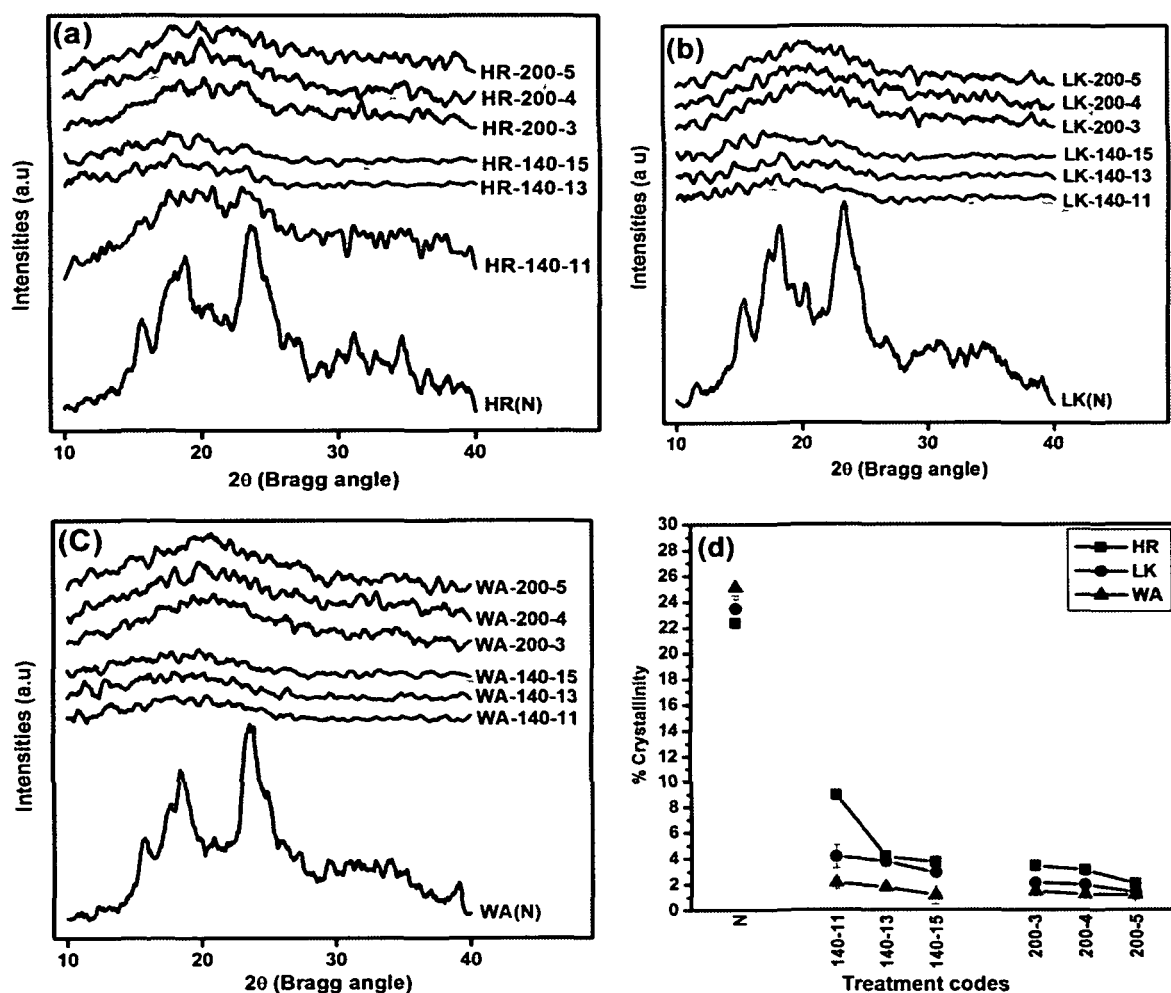 (a)
HR-200-5
HR-200-4
HR-200-3
HR-140-15
HR-140-13
HR-140-11
HR(N)
Intensities (a.u)
10
20
30
40
2θ (Bragg angle)
(b)
LK-200-5
LK-200-4
LK-200-3
LK-140-15
LK-140-13
LK-140-11
LK(N)
Intensities (a u)
10
20
30
40
2θ (Bragg angle)
(C)
WA-200-5
WA-200-4
WA-200-3
WA-140-15
WA-140-13
WA-140-11
WA(N)
Intensities (a.u)
10
20
30
40
2θ (Bragg angle)
(d)
HR
LK
WA
% Crystallinity
30
28
26
24
22
20
18
16
14
12
10
8
6
4
2
0
N
140-11
140-13
140-15
200-3
200-4
200-5
Treatment codes